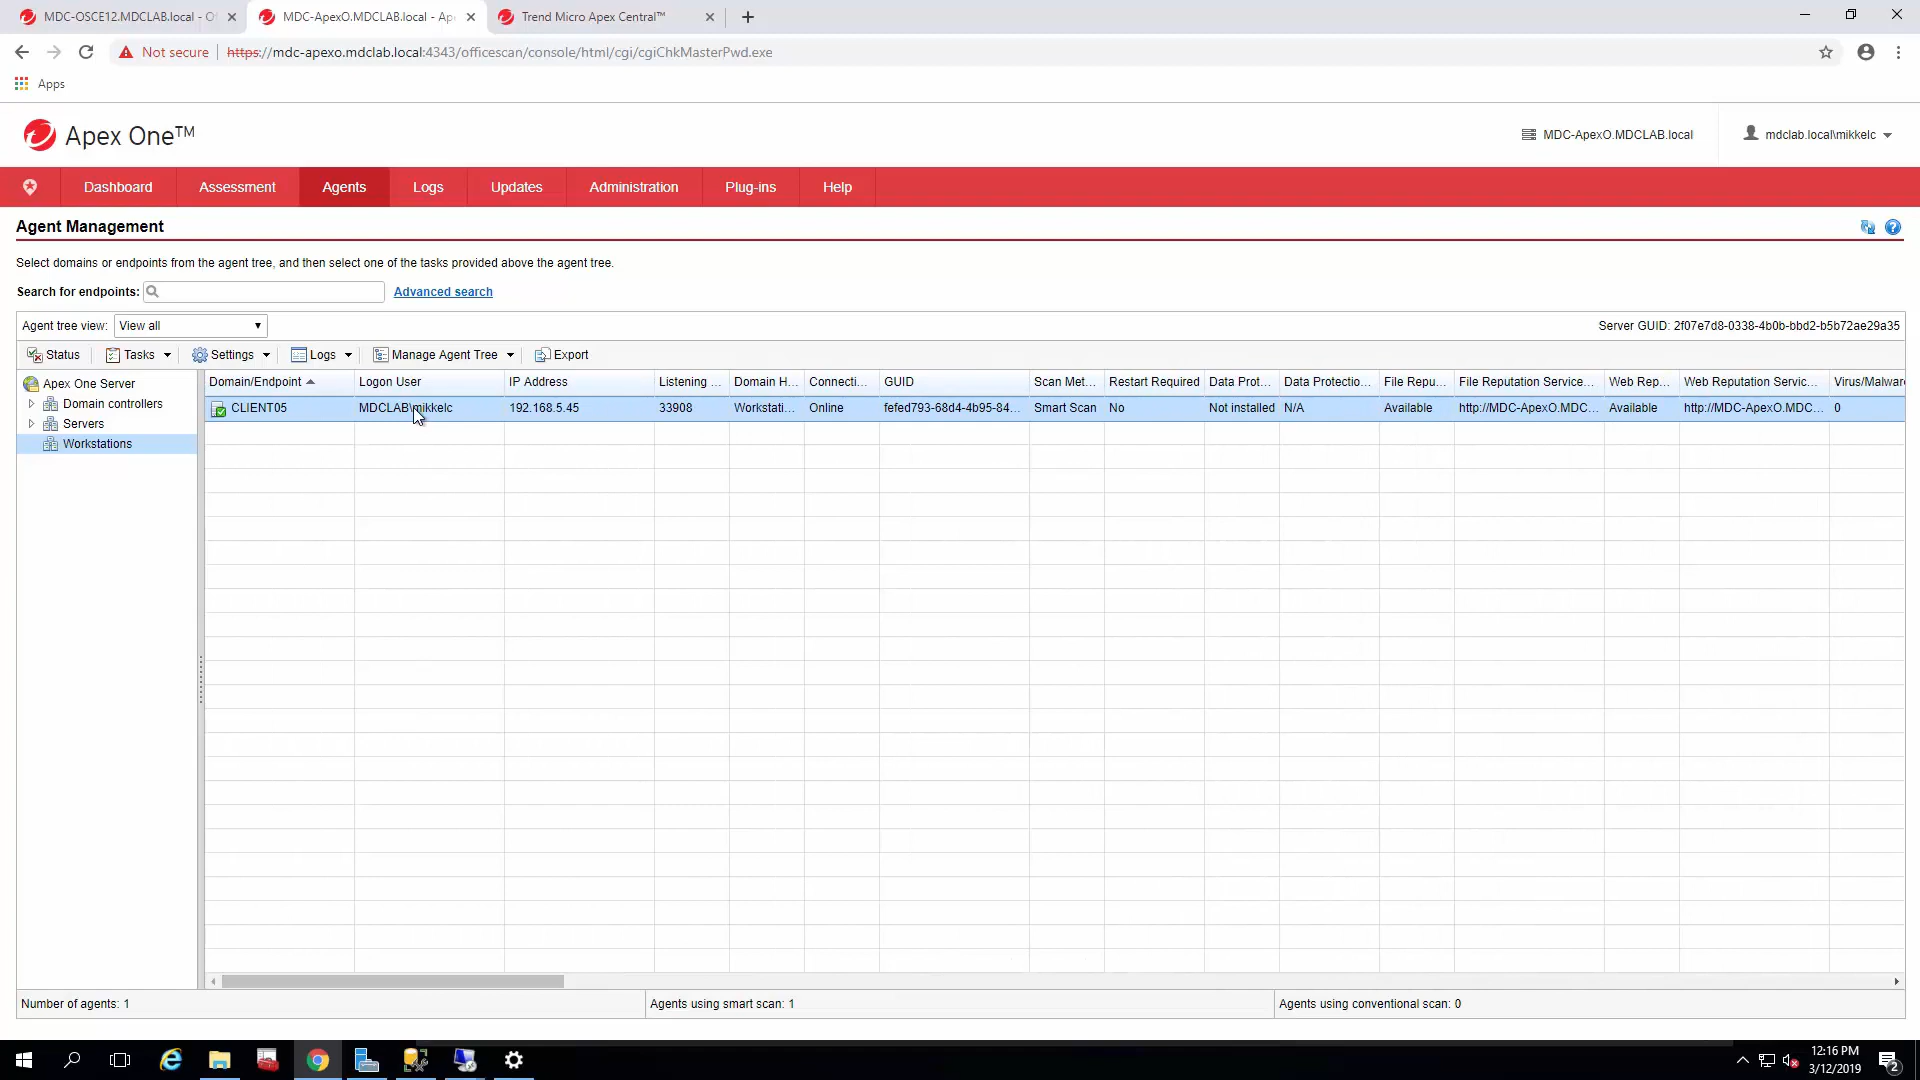 MDC-OSCE12.MDCLAB.local - O
MDC-ApexO.MDCLAB.local - Ap
Trend Micro Apex Central™
Not secure
https://mdc-apexo.mdclab.local:4343/officescan/console/html/cgi/cgiChkMasterPwd.exe
Apps
Apex One™
MDC-ApexO.MDCLAB.local
mdclab.local\mikkelc
Dashboard
Assessment
Agents
Logs
Updates
Administration
Plug-ins
Help
Agent Management
Select domains or endpoints from the agent tree, and then select one of the tasks provided above the agent tree.
Search for endpoints:
Advanced search
Agent tree view:
View all
Server GUID: 2f07e7d8-0338-4b0b-bbd2-b5b72ae29a35
Status
Tasks
Settings
Logs
Manage Agent Tree
Export
Apex One Server
Domain controllers
Servers
Workstations
Domain/Endpoint Logon User IP Address Listening ... Domain H... Connecti... GUID Scan Met... Restart Required Data Prot... Data Protectio... File Repu... File Reputation Service... Web Rep... Web Reputation Servic... Virus/Malware
CLIENT05 MDCLAB\mikkelc 192.168.5.45 33908 Workstati... Online fefed793-68d4-4b95-84... Smart Scan No Not installed N/A Available http://MDC-ApexO.MDC... Available http://MDC-ApexO.MDC... 0
Number of agents: 1
Agents using smart scan: 1
Agents using conventional scan: 0
12:16 PM
3/12/2019
2